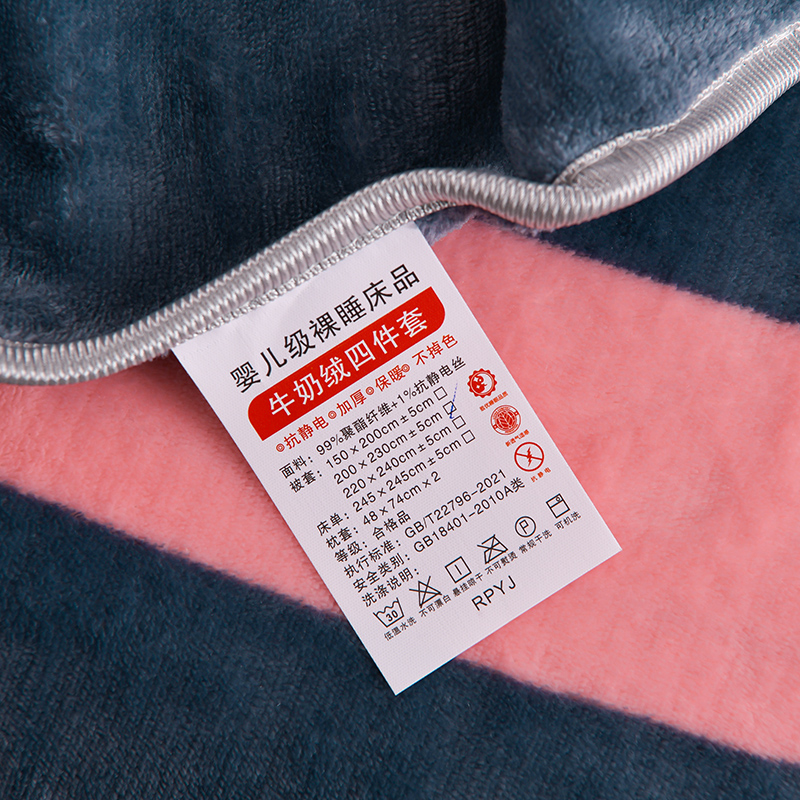 婴儿级裸睡床品
牛奶绒四件套
抗静电 加厚 保暖 不掉色
面料：99%聚酯纤维+1%抗静电丝
被套：150×200cm±5cm□
200×230cm±5cm☑
220×240cm±5cm□
245×245cm±5cm□
床单：
枕套：48×74cm×2
等级：合格品
执行标准：GB/T22796-2021
安全类别：GB18401-2010A类
洗涤说明：
30
低温水洗 不可漂白 悬挂晾干 不可熨烫 常规干洗 可机洗
P
RPYJ
抗静电